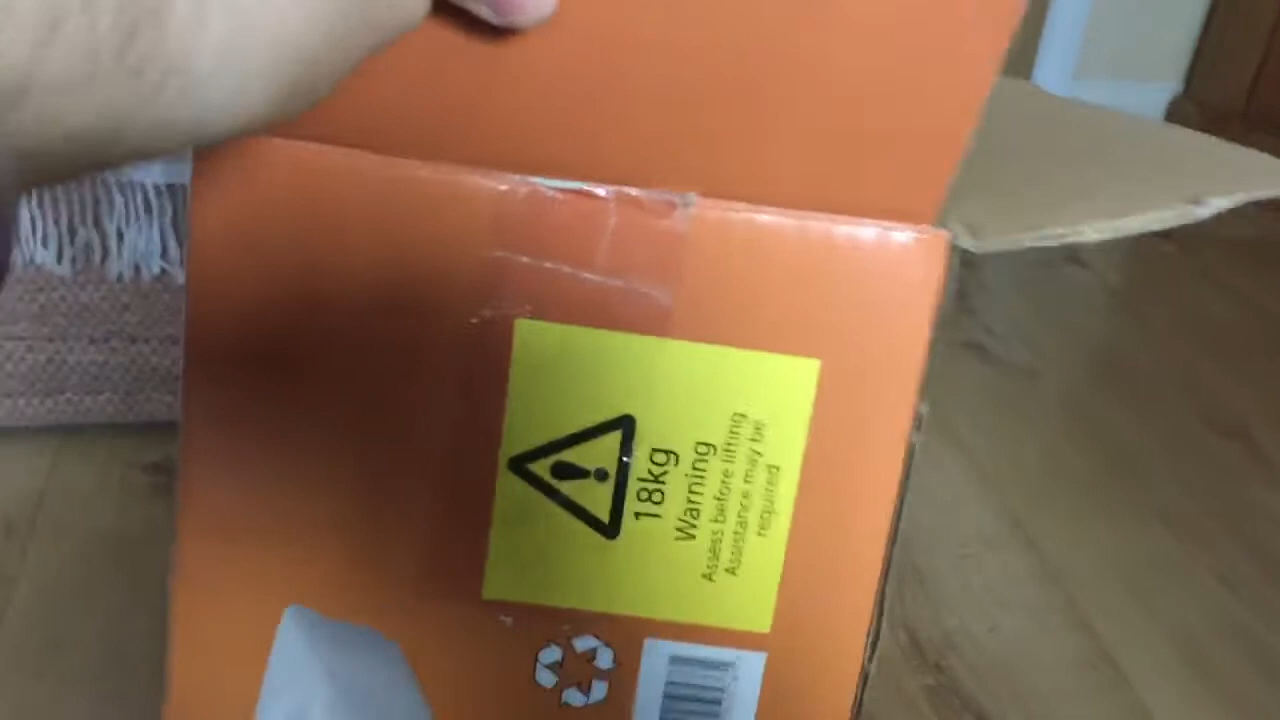 18kg
Warning
Assess before lifting
Assistance may be
required